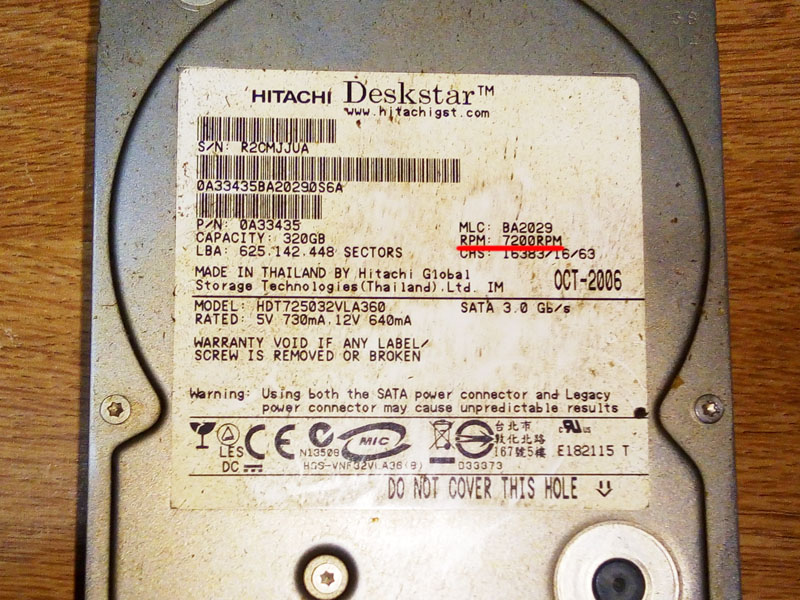 HITACHI Deskstar™
www.hitachigst.com
S/N: R2CMJJUA
0A33435BA20290S6A
P/N: 0A33435
MLC: BA2029
CAPACITY: 320GB
RPM: 7200RPM
LBA: 625.142.448 SECTORS
CHS: 16383/16/63
MADE IN THAILAND BY Hitachi Global
Storage Technologies(Thailand).Ltd. IM
OCT-2006
MODEL: HDT725032VLA360
SATA 3.0 Gb/s
RATED: 5V 730mA.12V 640mA
WARRANTY VOID IF ANY LABEL/
SCREW IS REMOVED OR BROKEN
Warning: Using both the SATA power connector and Legacy
power connector may cause unpredictable results
LES
DC
CE
N13508
MIC
D33373
台北市
敦化北路
167號5樓
E182115 T
DO NOT COVER THIS HOLE